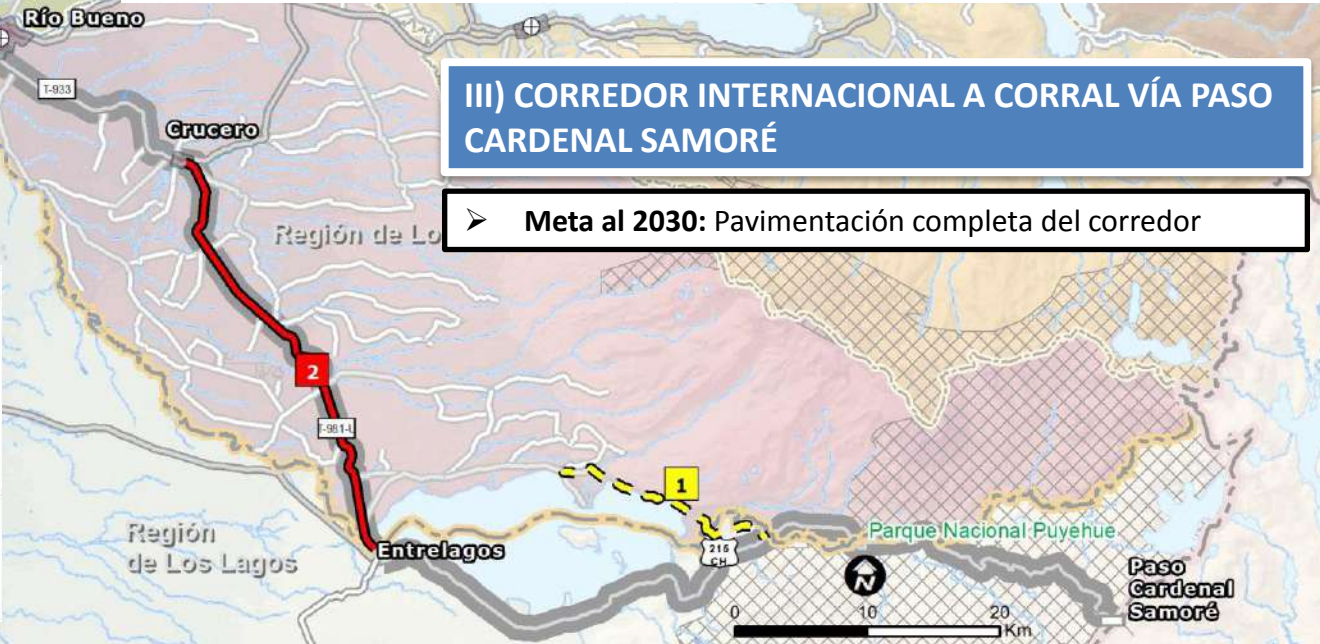 Río Bueno
III) CORREDOR INTERNACIONAL A CORRAL VÍA PASO
CARDENAL SAMORÉ
T-933
Crucero
➢ Meta al 2030: Pavimentación completa del corredor
Región de Lo
2
T-981-U
1
Región
de Los Lagos
Entrelagos
215
CH
Parque Nacional Puyehue
Paso
Cardenal
Samoré
N
0 10 20
Km